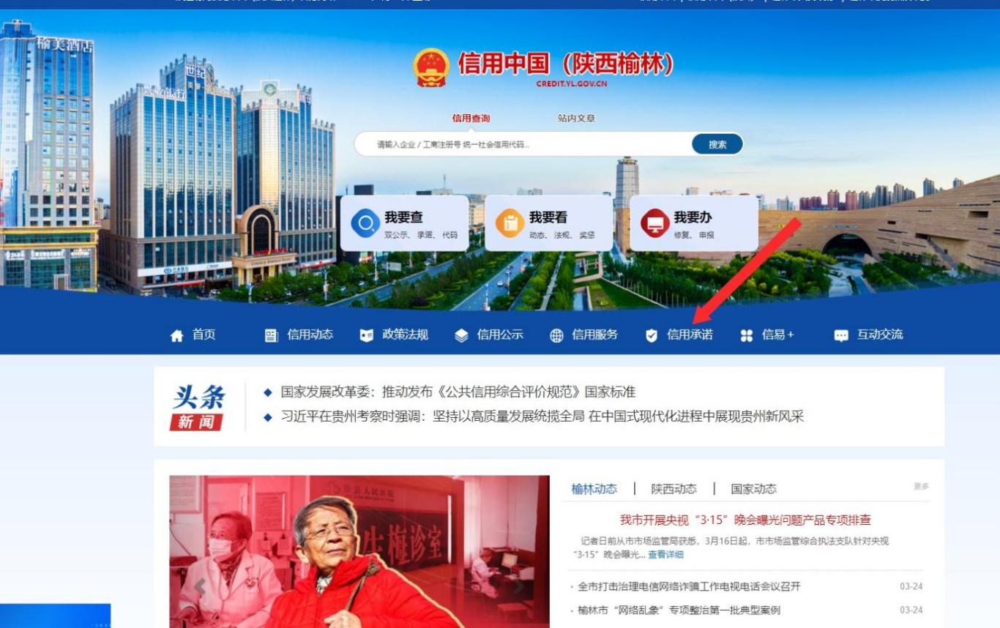 榆美酒店
世纪
信用中国（陕西榆林）
CREDIT.YL.GOV.CN
信用查询
站内文章
请输入企业 / 工商注册号 统一社会信用代码...
搜索
我要查
双公示、 承诺、 代码
我要看
动态、 法规、 奖惩
我要办
修复、 申报
首页
信用动态
政策法规
信用公示
信用服务
信用承诺
信易+
互动交流
头条
新闻
国家发展改革委：推动发布《公共信用综合评价规范》国家标准
习近平在贵州考察时强调：坚持以高质量发展统揽全局 在中国式现代化进程中展现贵州新风采
榆林动态 | 陕西动态 | 国家动态
更多
我市开展央视“3·15”晚会曝光问题产品专项排查
记者日前从市市场监管局获悉，3月16日起，市市场监管综合执法支队针对央视
“3·15”晚会曝光... 查看详细
全市打击治理电信网络诈骗工作电视电话会议召开
03-24
榆林市“网络乱象”专项整治第一批典型案例
03-24